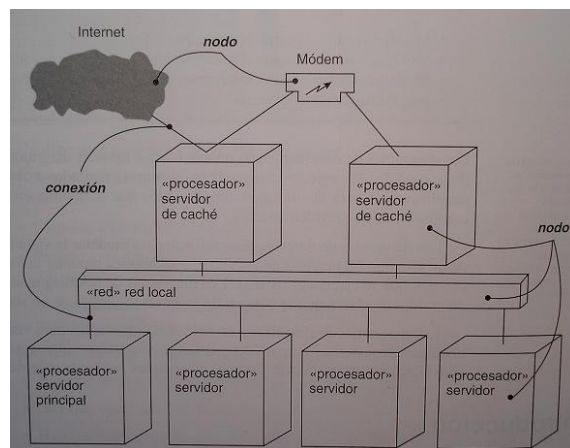 Internet
nodo
Módem
«procesador»
servidor
de caché
«procesador»
servidor
de caché
conexión
nodo
«red» red local
«procesador»
servidor
principal
«procesador»
servidor
«procesador»
servidor
«procesador»
servidor